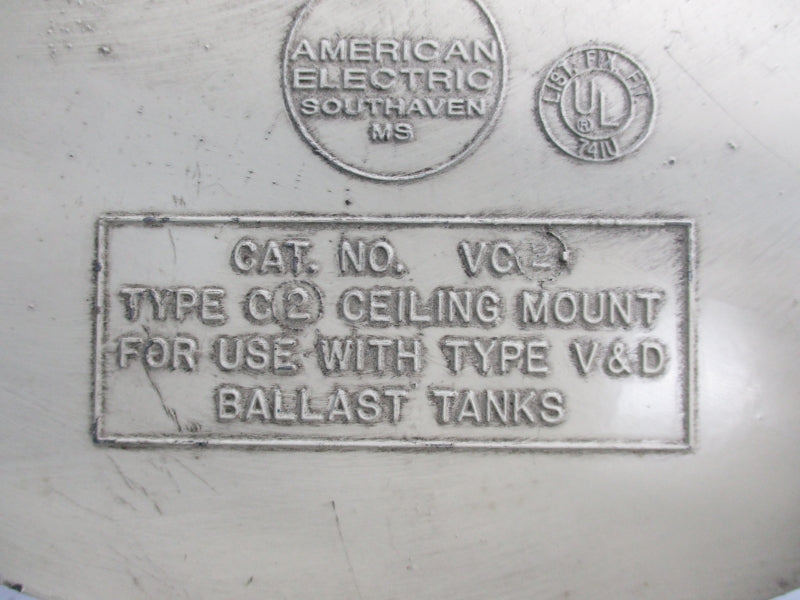 AMERICAN
ELECTRIC
SOUTHAVEN
MS
LIST. FIX. FIT.
UL
®
741U
CAT. NO. VC2
TYPE C2 CEILING MOUNT
FOR USE WITH TYPE V&D
BALLAST TANKS